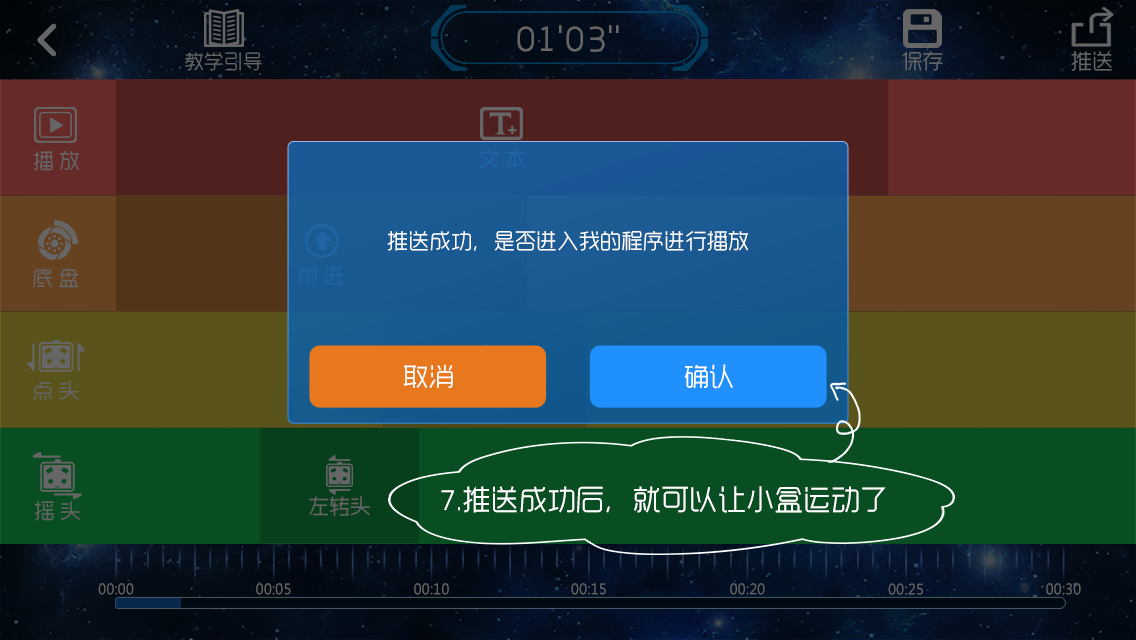 教学引导
01'03"
保存
推送
播放
文本
推送成功，是否进入我的程序进行播放
底盘
前进
取消
确认
点头
7.推送成功后，就可以让小盒运动了
摇头
左转头
00:00
00:05
00:10
00:15
00:20
00:25
00:30